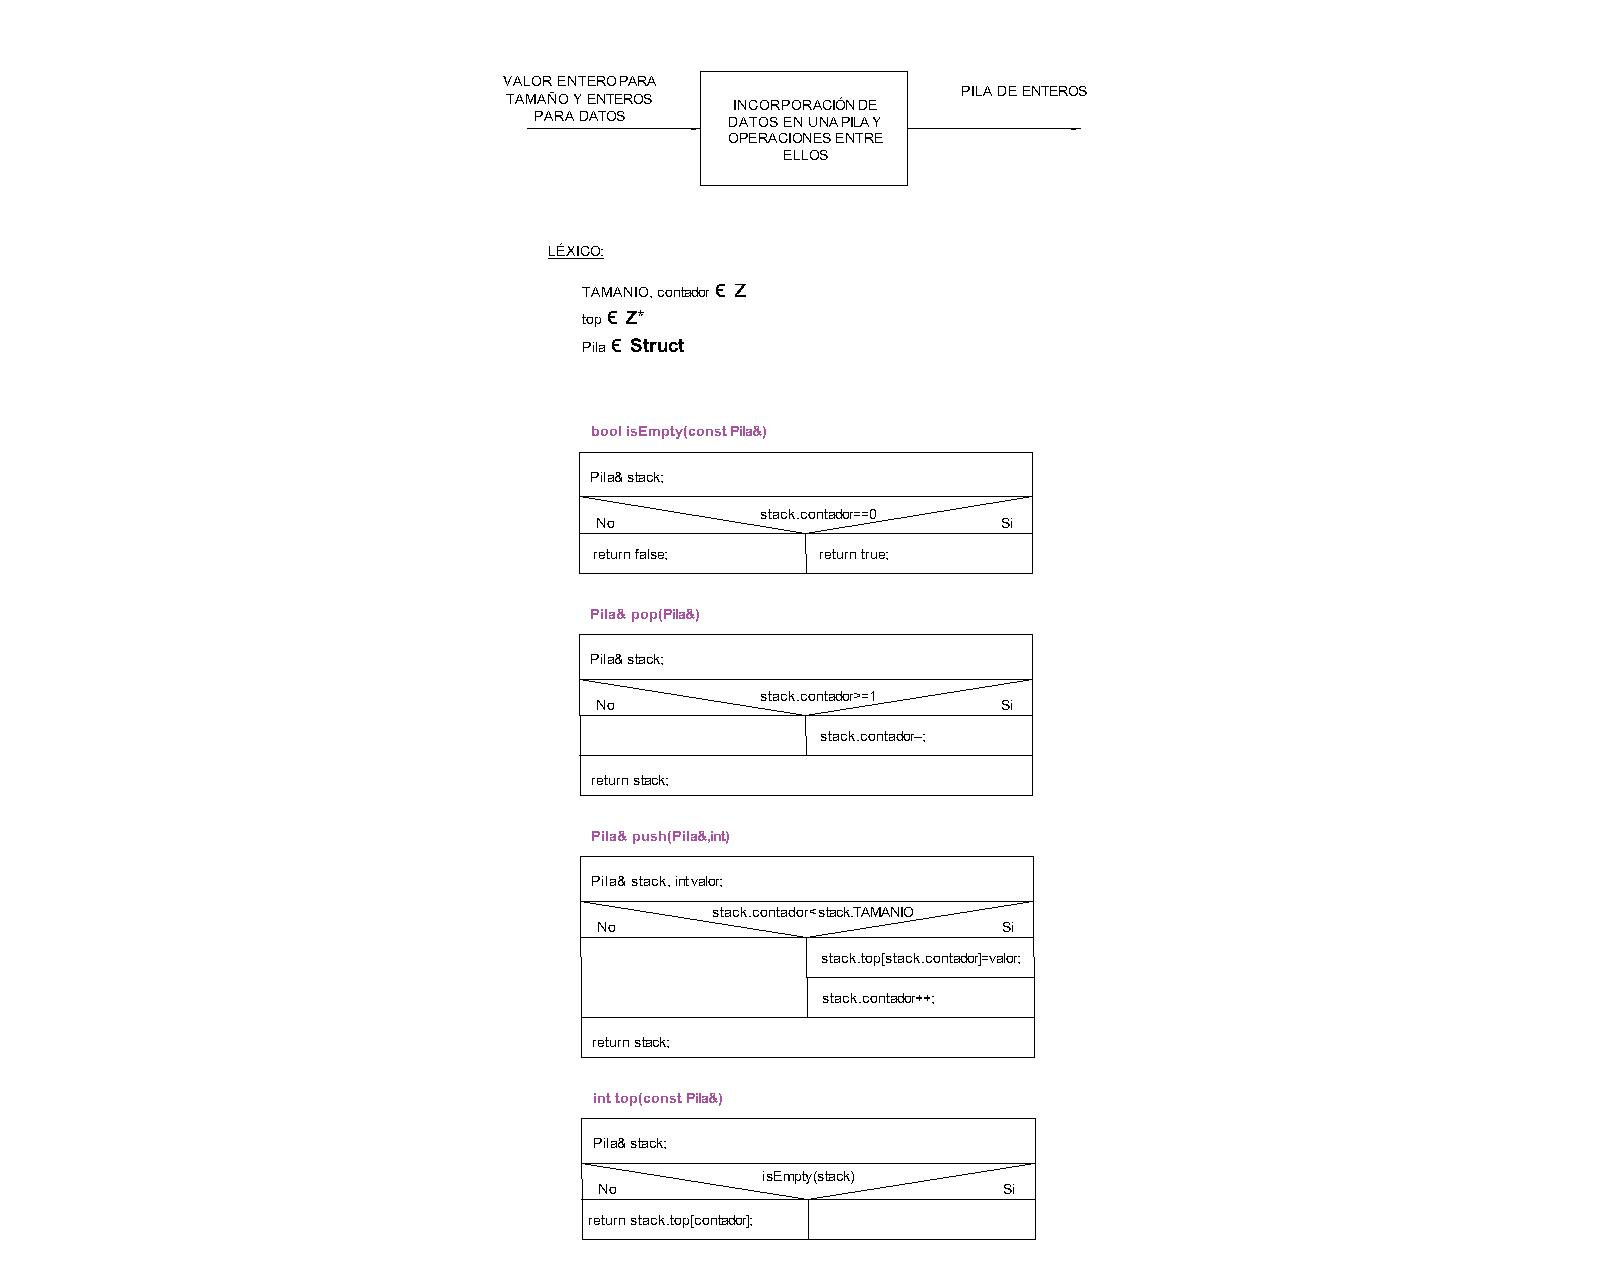 VALOR ENTERO PARA
TAMAÑO Y ENTEROS
PARA DATOS
INCORPORACIÓN DE
DATOS EN UNA PILA Y
OPERACIONES ENTRE
ELLOS
PILA DE ENTEROS
LÉXICO:
TAMANIO, contador Є Z
top Є Z*
Pila Є Struct
bool isEmpty(const Pila&)
Pila& stack;
stack.contador==0
No Si
return false; return true;
Pila& pop(Pila&)
Pila& stack;
stack.contador>=1
No Si
stack.contador–;
return stack;
Pila& push(Pila&,int)
Pila& stack, int valor;
stack.contador<stack.TAMANIO
No Si
stack.top[stack.contador]=valor;
stack.contador++;
return stack;
int top(const Pila&)
Pila& stack;
isEmpty(stack)
No Si
return stack.top[contador];